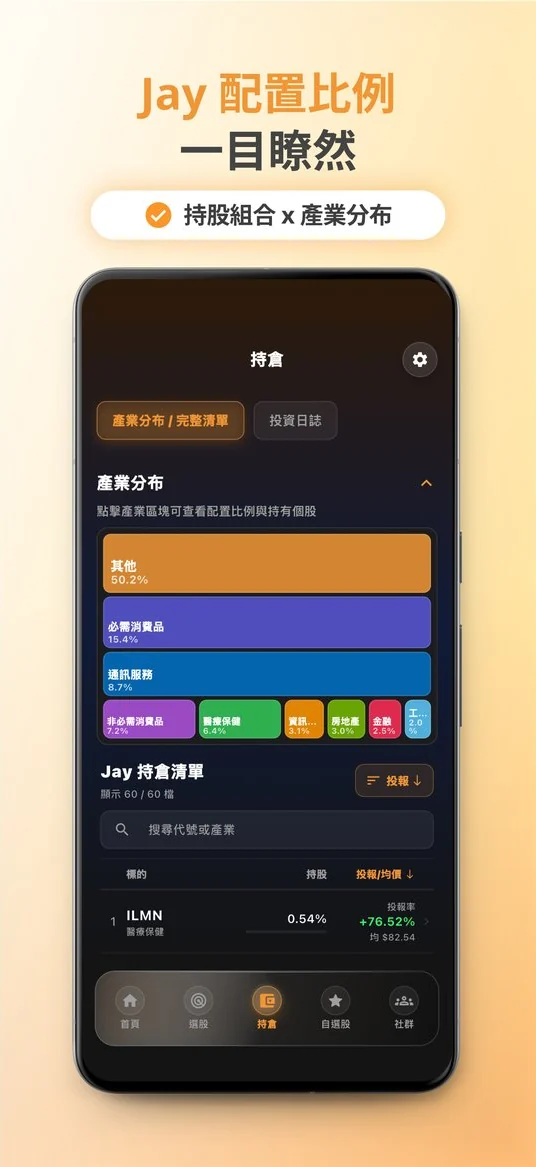 Jay 配置比例
一目瞭然
持股組合 x 產業分布
持倉
產業分布 / 完整清單
投資日誌
產業分布
點擊產業區塊可查看配置比例與持有個股
其他
50.2%
必需消費品
15.4%
通訊服務
8.7%
非必需消費品
7.2%
醫療保健
6.4%
資訊...
3.1%
房地產
3.0%
金融
2.5%
工...
2.0
%
Jay 持倉清單
投報 ↓
顯示 60 / 60 檔
搜尋代號或產業
標的 持股 投報/均價 ↓
1 ILMN 醫療保健
0.54%
投報率
+76.52%
均 $82.54
首頁 選股 持倉 自選股 社群